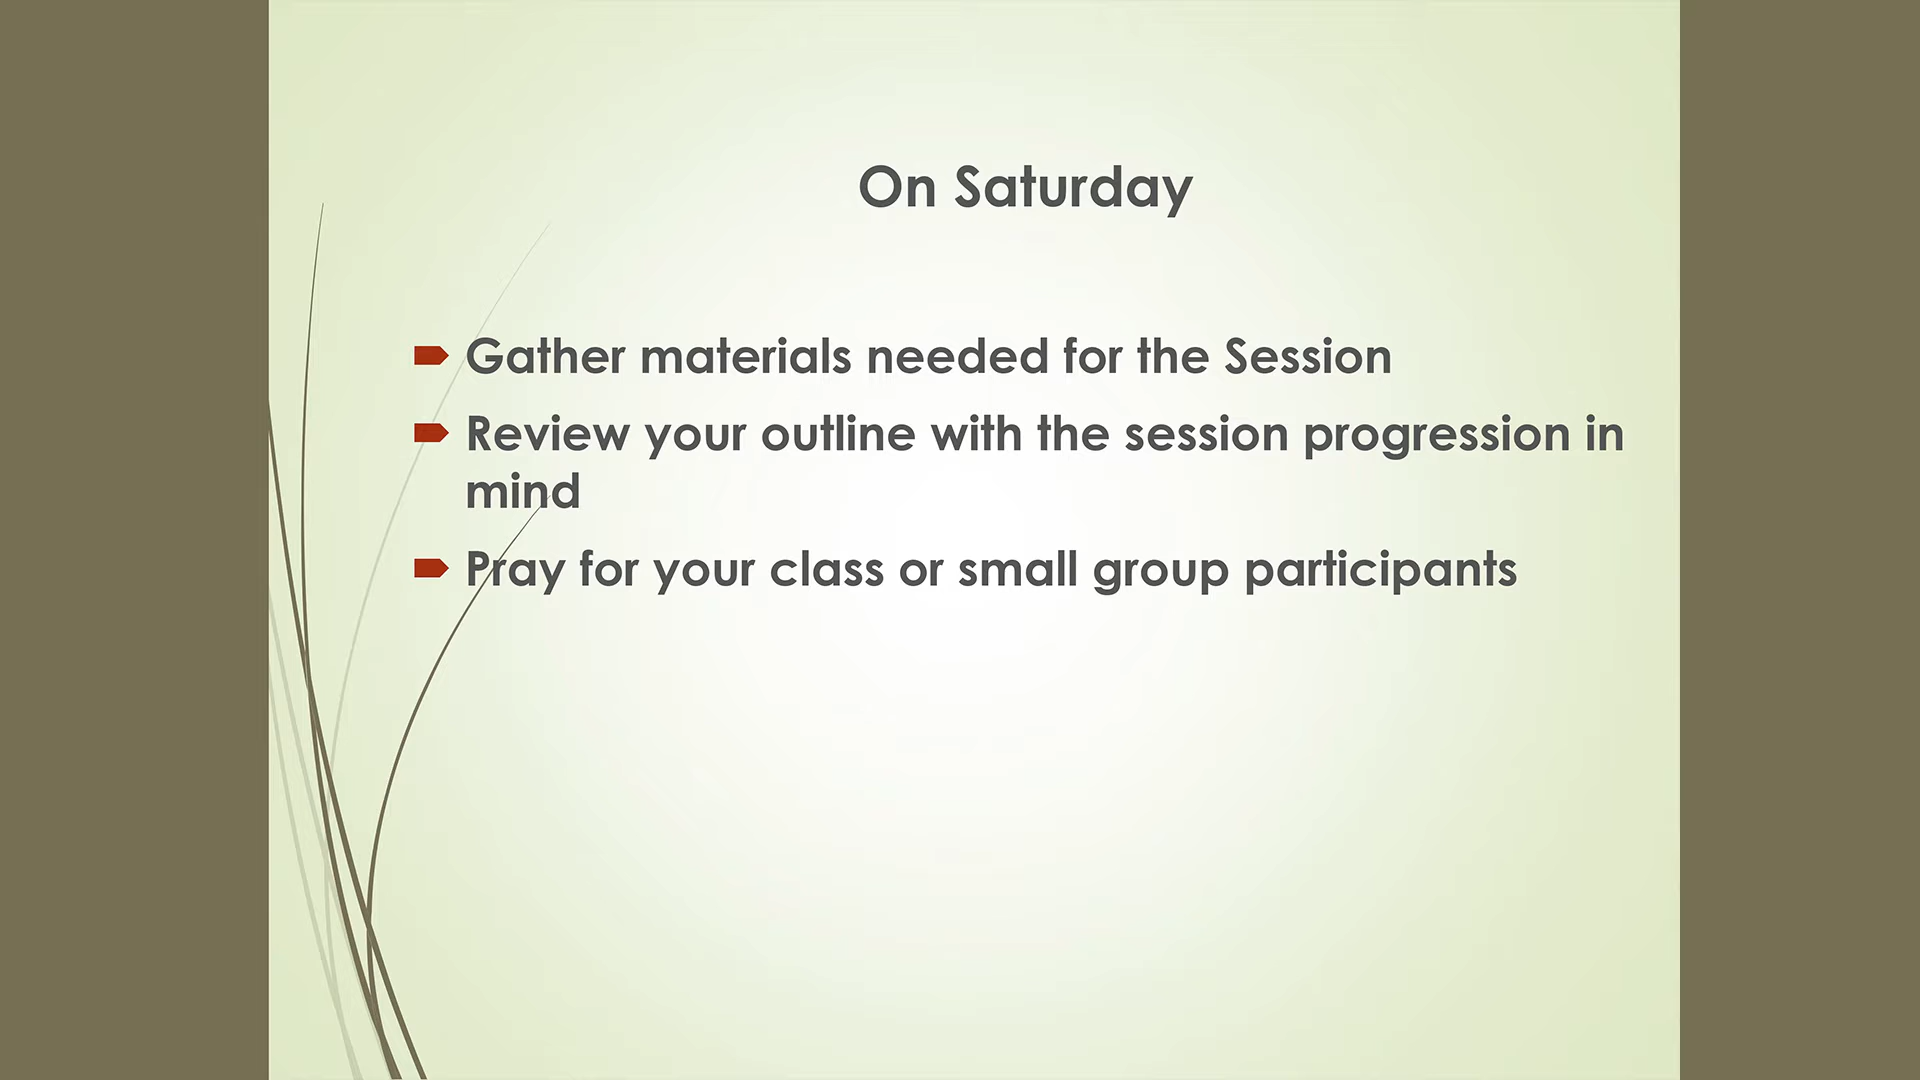 On Saturday
Gather materials needed for the Session
Review your outline with the session progression in
mind
Pray for your class or small group participants